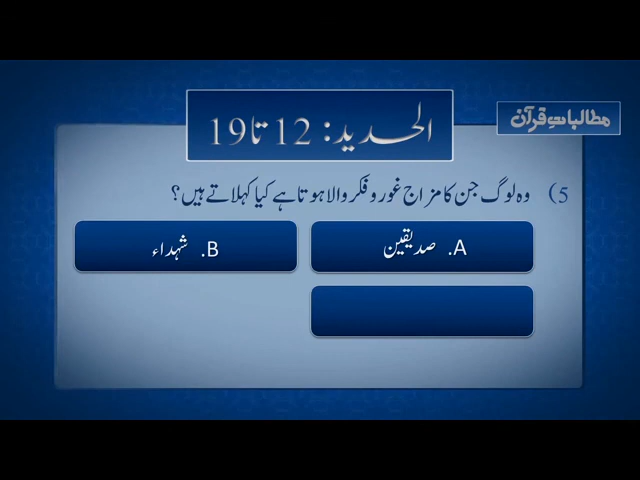 مطالباتِ قرآن
الحدید: 12 تا 19
5) وہ لوگ جن کا مزاج غور و فکر والا ہوتا ہے کیا کہلاتے ہیں؟
A. صدیقین
B. شہداء